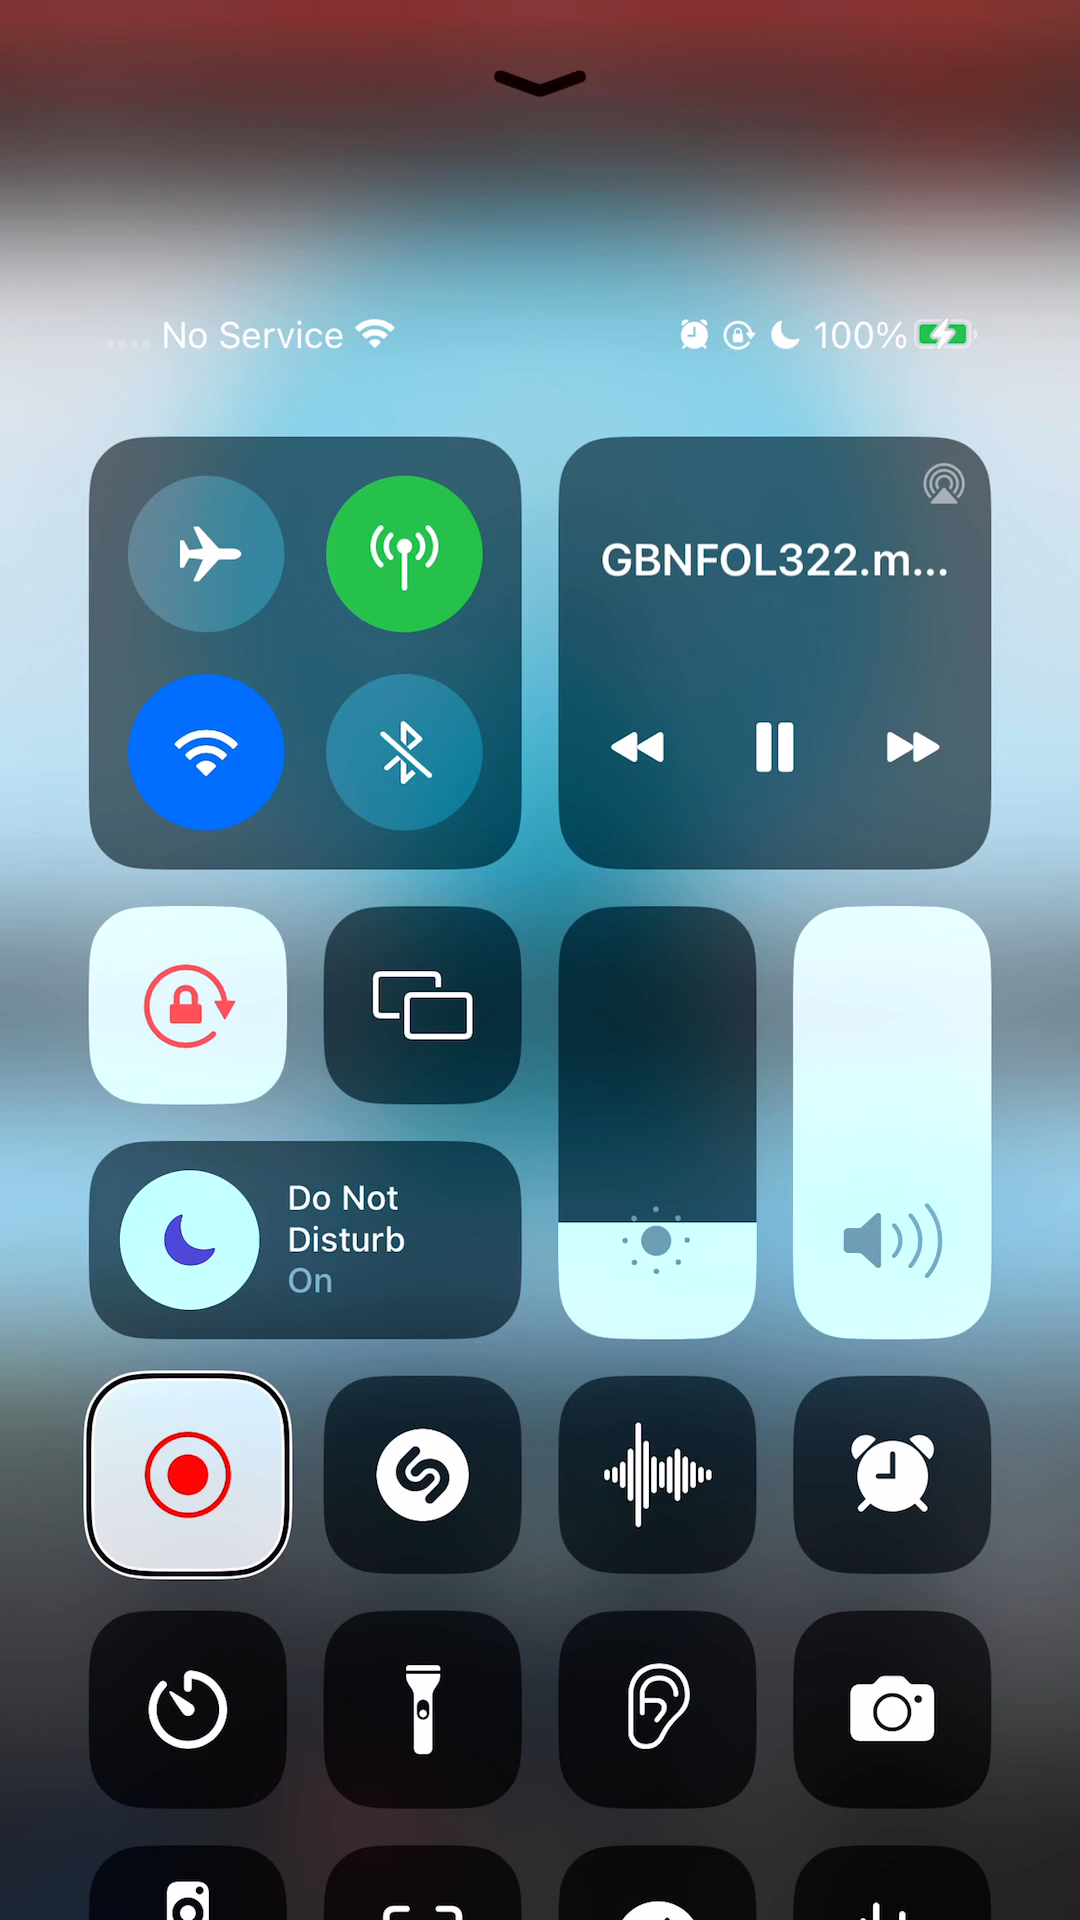 No Service
100%
GBNFOL322.m...
Do Not
Disturb
On